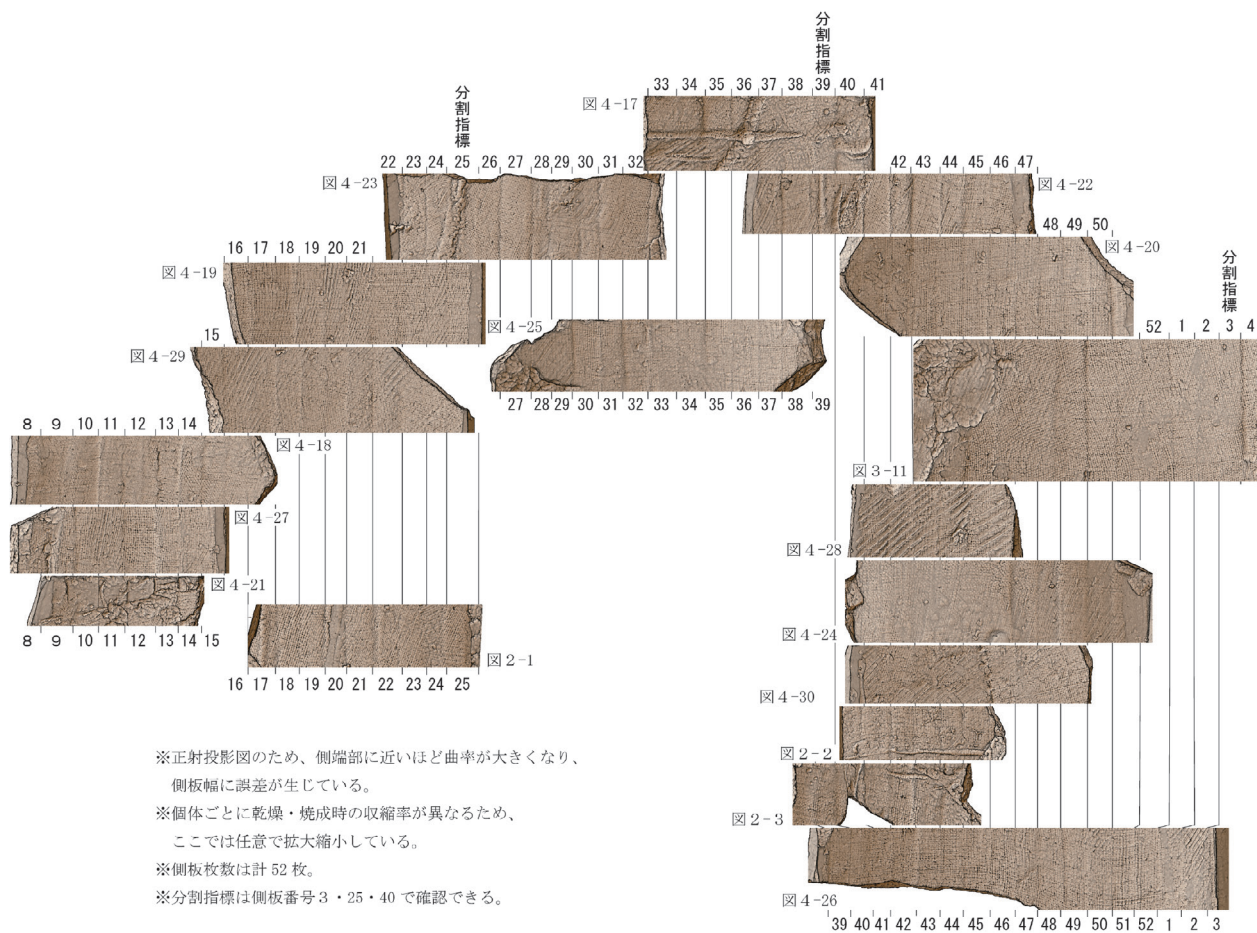 分割指標
33 34 35 36 37 38 39 40 41
図 4-17
分割指標
22 23 24 25 26 27 28 29 30 31 32
図 4-23
42 43 44 45 46 47
図 4-22
48 49 50
図 4-20
16 17 18 19 20 21
図 4-19
分割指標
52 1 2 3 4
図 3-11
図 4-25
27 28 29 30 31 32 33 34 35 36 37 38 39
15
図 4-29
8 9 10 11 12 13 14
図 4-18
図 4-27
図 4-21
8 9 10 11 12 13 14 15
図 2-1
16 17 18 19 20 21 22 23 24 25
図 4-28
図 4-24
図 4-30
図 2-2
図 2-3
図 4-26
39 40 41 42 43 44 45 46 47 48 49 50 51 52 1 2 3
※正射投影図のため、側端部に近いほど曲率が大きくなり、
側板幅に誤差が生じている。
※個体ごとに乾燥・焼成時の収縮率が異なるため、
ここでは任意で拡大縮小している。
※側板枚数は計 52 枚。
※分割指標は側板番号 3・25・40 で確認できる。